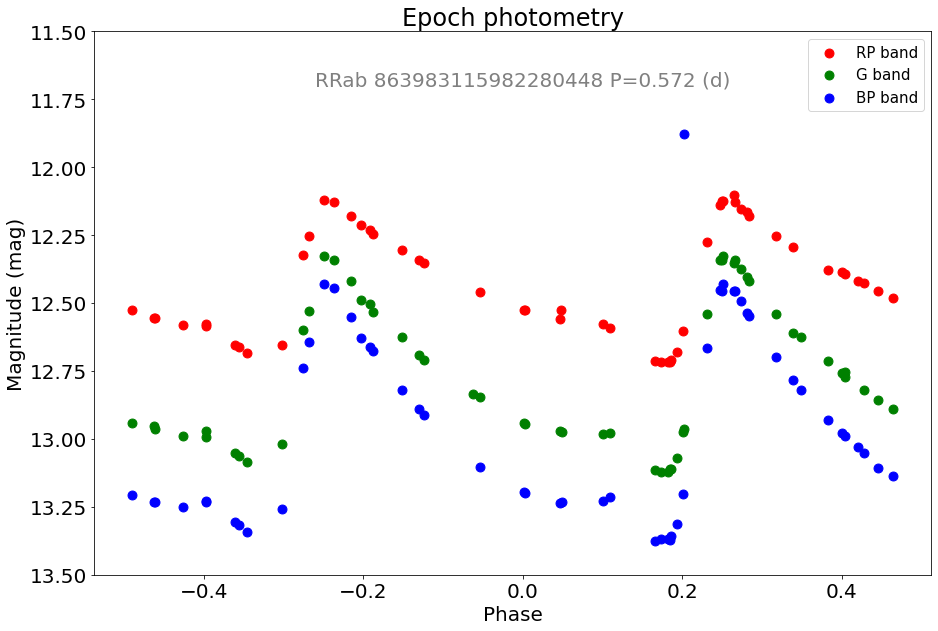 Epoch photometry
RRab 863983115982280448 P=0.572 (d)
RP band
G band
BP band
Magnitude (mag)
11.50
11.75
12.00
12.25
12.50
12.75
13.00
13.25
13.50
−0.4
−0.2
0.0
0.2
0.4
Phase